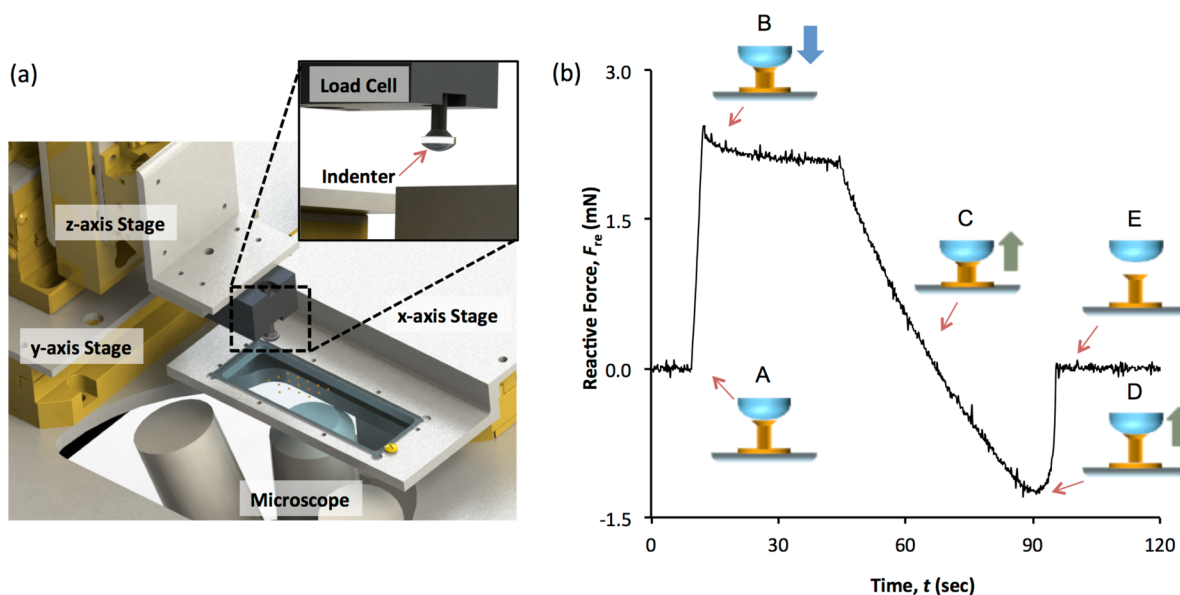 (a)
Load Cell
Indenter
z-axis Stage
y-axis Stage
x-axis Stage
Microscope
(b)
B
3.0
1.5
0.0
-1.5
Reactive Force, Fre (mN)
C
E
A
D
0
30
60
90
120
Time, t (sec)